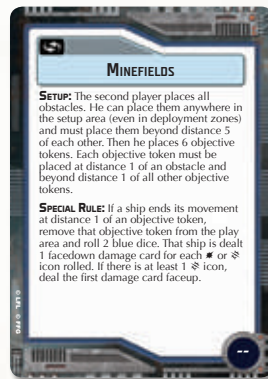 MINEFIELDS
SETUP: The second player places all
obstacles. He can place them anywhere in
the setup area (even in deployment zones)
and must place them beyond distance 5
of each other. Then he places 6 objective
tokens. Each objective token must be
placed at distance 1 of an obstacle and
beyond distance 1 of all other objective
tokens.
SPECIAL RULE: If a ship ends its movement
at distance 1 of an objective token,
remove that objective token from the play
area and roll 2 blue dice. That ship is dealt
1 facedown damage card for each or
icon rolled. If there is at least 1 icon,
deal the first damage card faceup.
© LFL © FFG
--